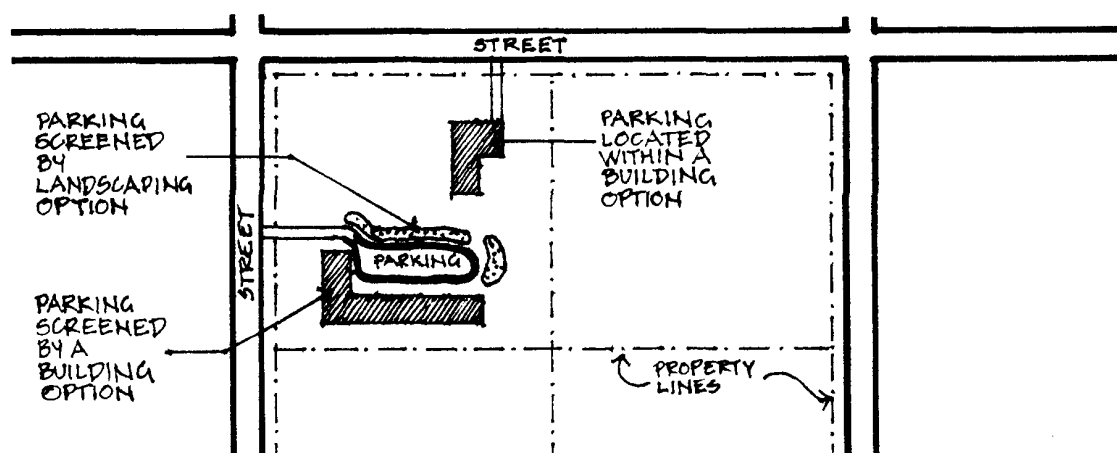 STREET
PARKING
SCREENED
BY
LANDSCAPING
OPTION
PARKING
LOCATED
WITHIN A
BUILDING
OPTION
STREET
PARKING
PARKING
SCREENED
BY A
BUILDING
OPTION
PROPERTY
LINES